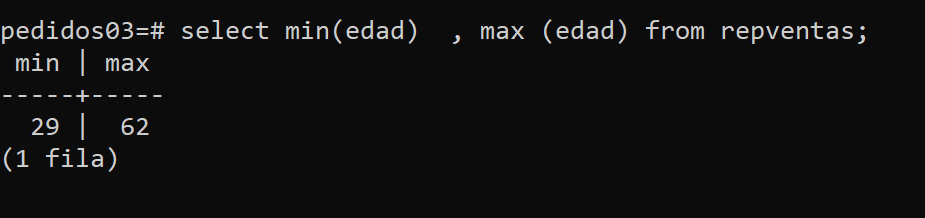 pedidos03=# select min(edad)  , max (edad) from repventas;
 min | max
-----+-----
  29 |  62
(1 fila)